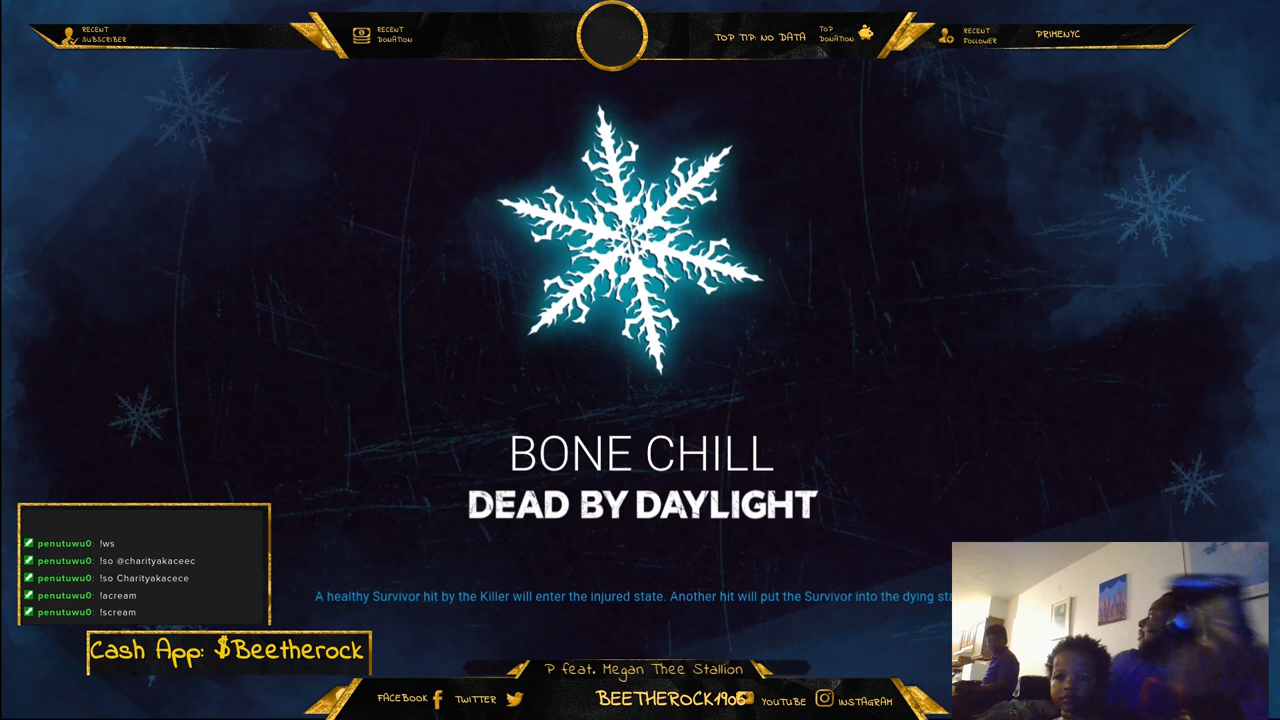 RECENT
SUBSCRIBER
RECENT
DONATION
TOP TIP: NO DATA
TOP
DONATION
RECENT
FOLLOWER
PRIMENYC
BONE CHILL
DEAD BY DAYLIGHT
penutuwu0: !ws
penutuwu0: !so @charityakaceec
penutuwu0: !so Charityakacece
penutuwu0: !acream
penutuwu0: !scream
A healthy Survivor hit by the Killer will enter the injured state. Another hit will put the Survivor into the dying sta
Cash App: $Beetherock
P feat. Megan Thee Stallion
FACEBOOK
TWITTER
BEETHEROCK1906
YOUTUBE
INSTAGRAM